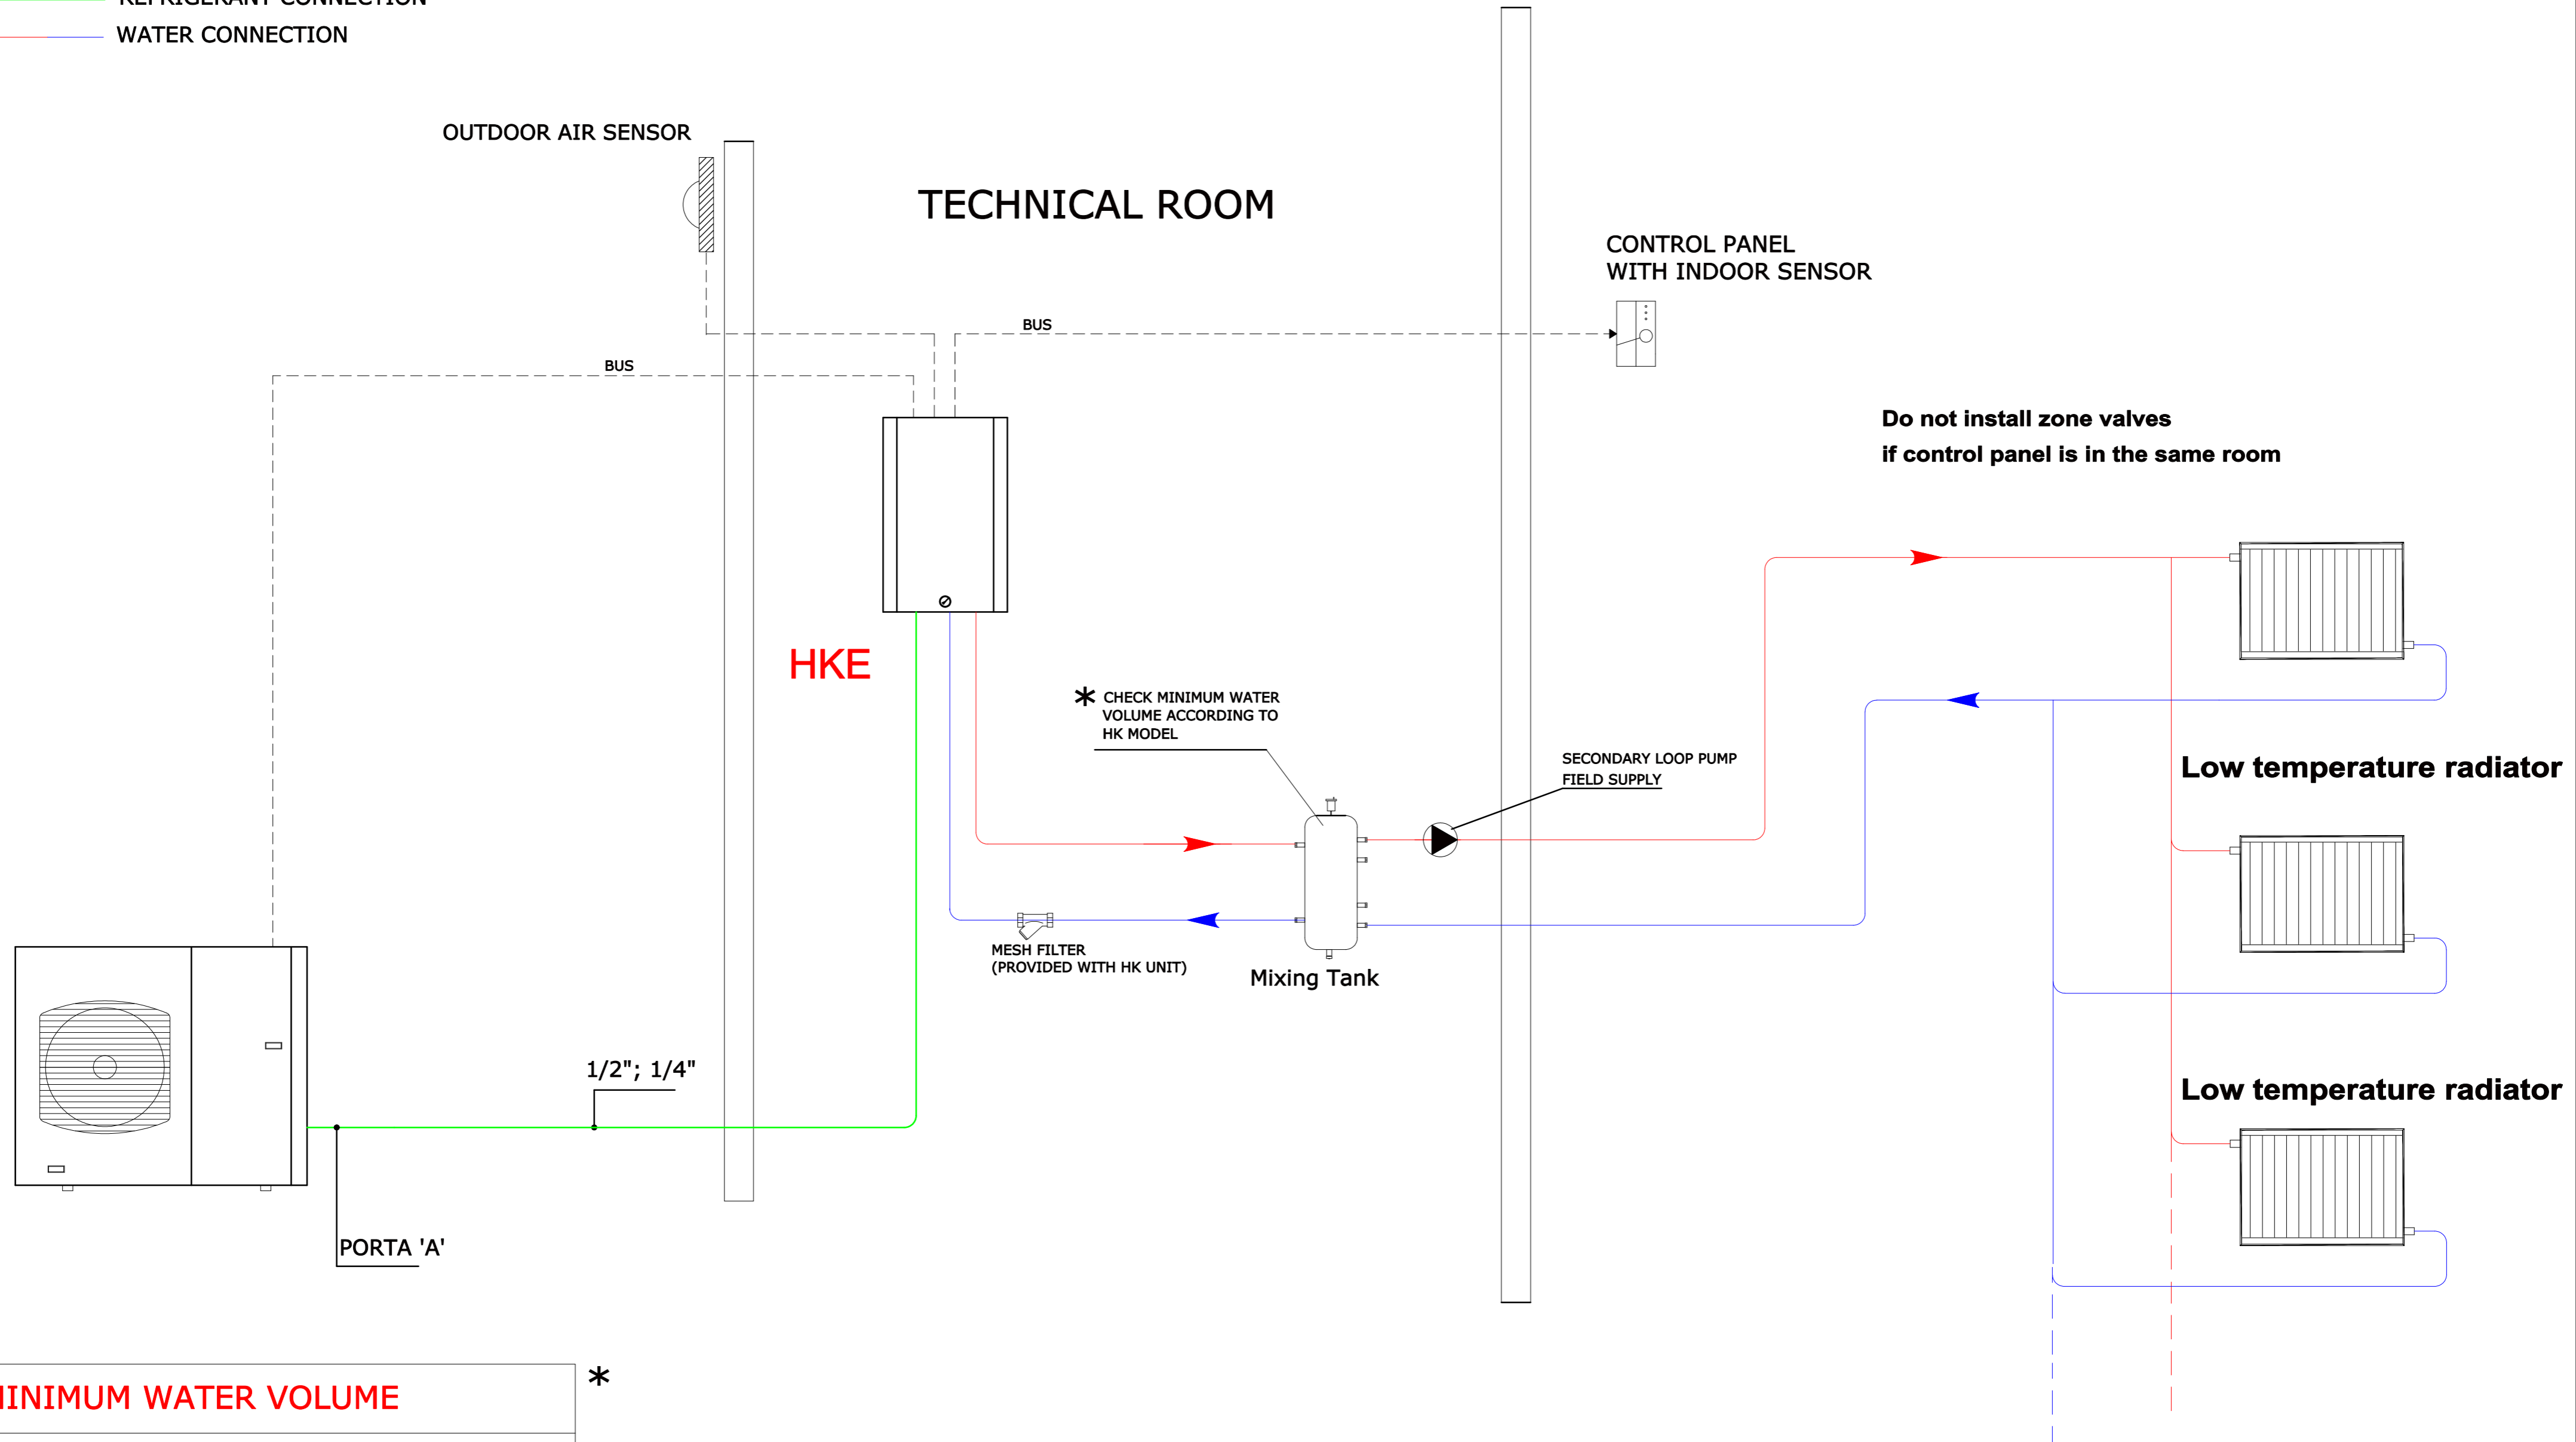 REFRIGERANT CONNECTION
WATER CONNECTION
OUTDOOR AIR SENSOR
TECHNICAL ROOM
CONTROL PANEL
WITH INDOOR SENSOR
BUS
BUS
Do not install zone valves
if control panel is in the same room
HKE
* CHECK MINIMUM WATER
VOLUME ACCORDING TO
HK MODEL
SECONDARY LOOP PUMP
FIELD SUPPLY
Low temperature radiator
MESH FILTER
(PROVIDED WITH HK UNIT)
Mixing Tank
1/2"; 1/4"
Low temperature radiator
PORTA 'A'
MINIMUM WATER VOLUME
*